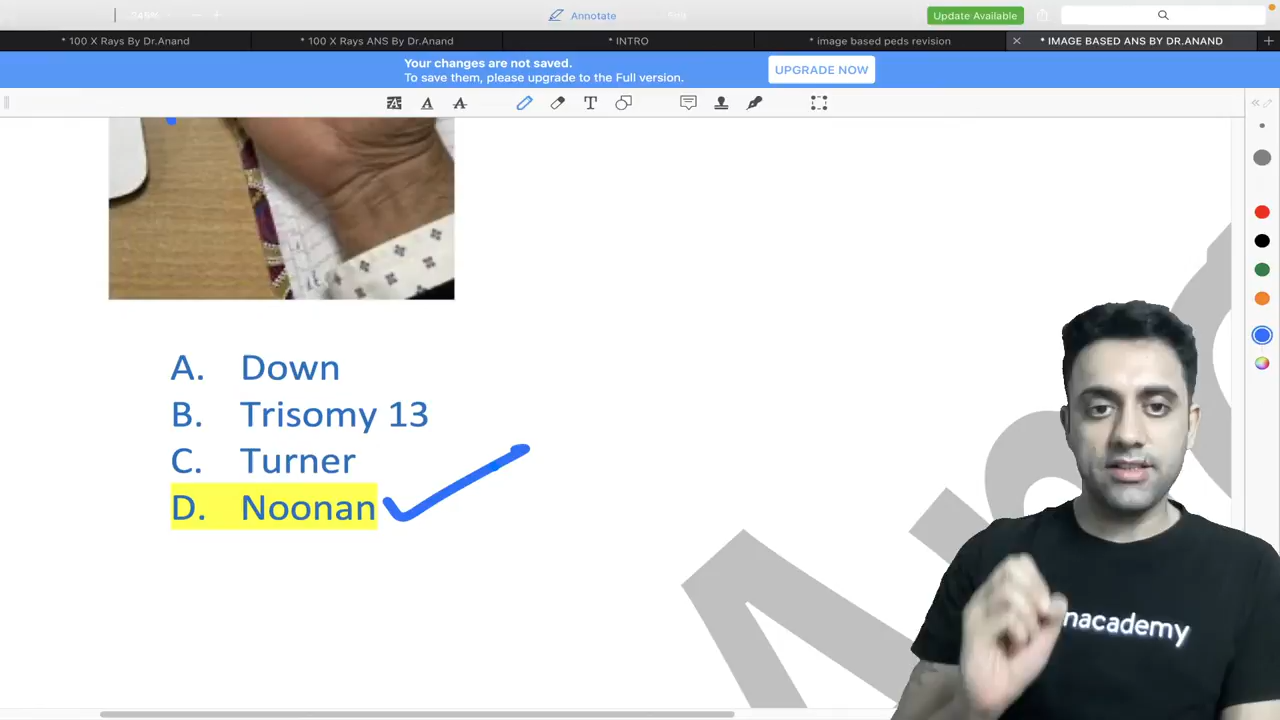 Annotate
Update Available
* 100 X Rays By Dr.Anand
* 100 X Rays ANS By Dr.Anand
* INTRO
* image based peds revision
* IMAGE BASED ANS BY DR.ANAND
Your changes are not saved.
To save them, please upgrade to the Full version.
UPGRADE NOW
A. Down
B. Trisomy 13
C. Turner
D. Noonan
nacademy